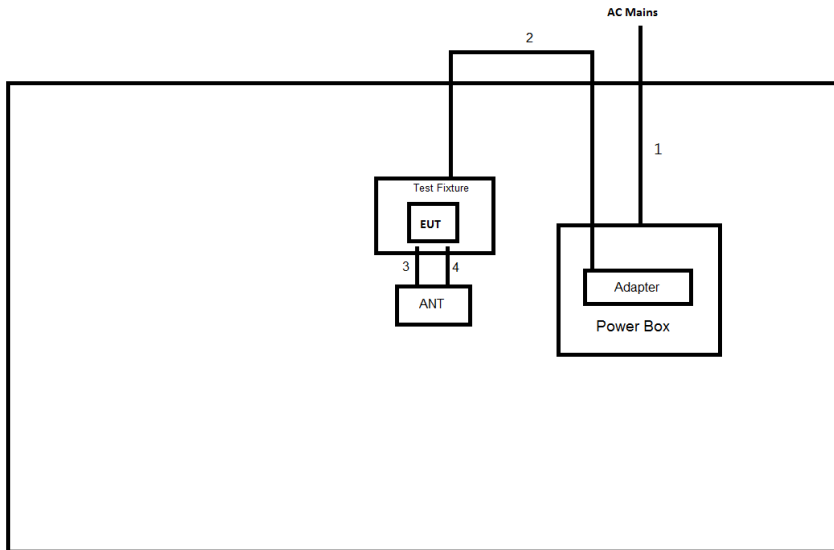 AC Mains
2
1
Test Fixture
EUT
3
4
ANT
Adapter
Power Box